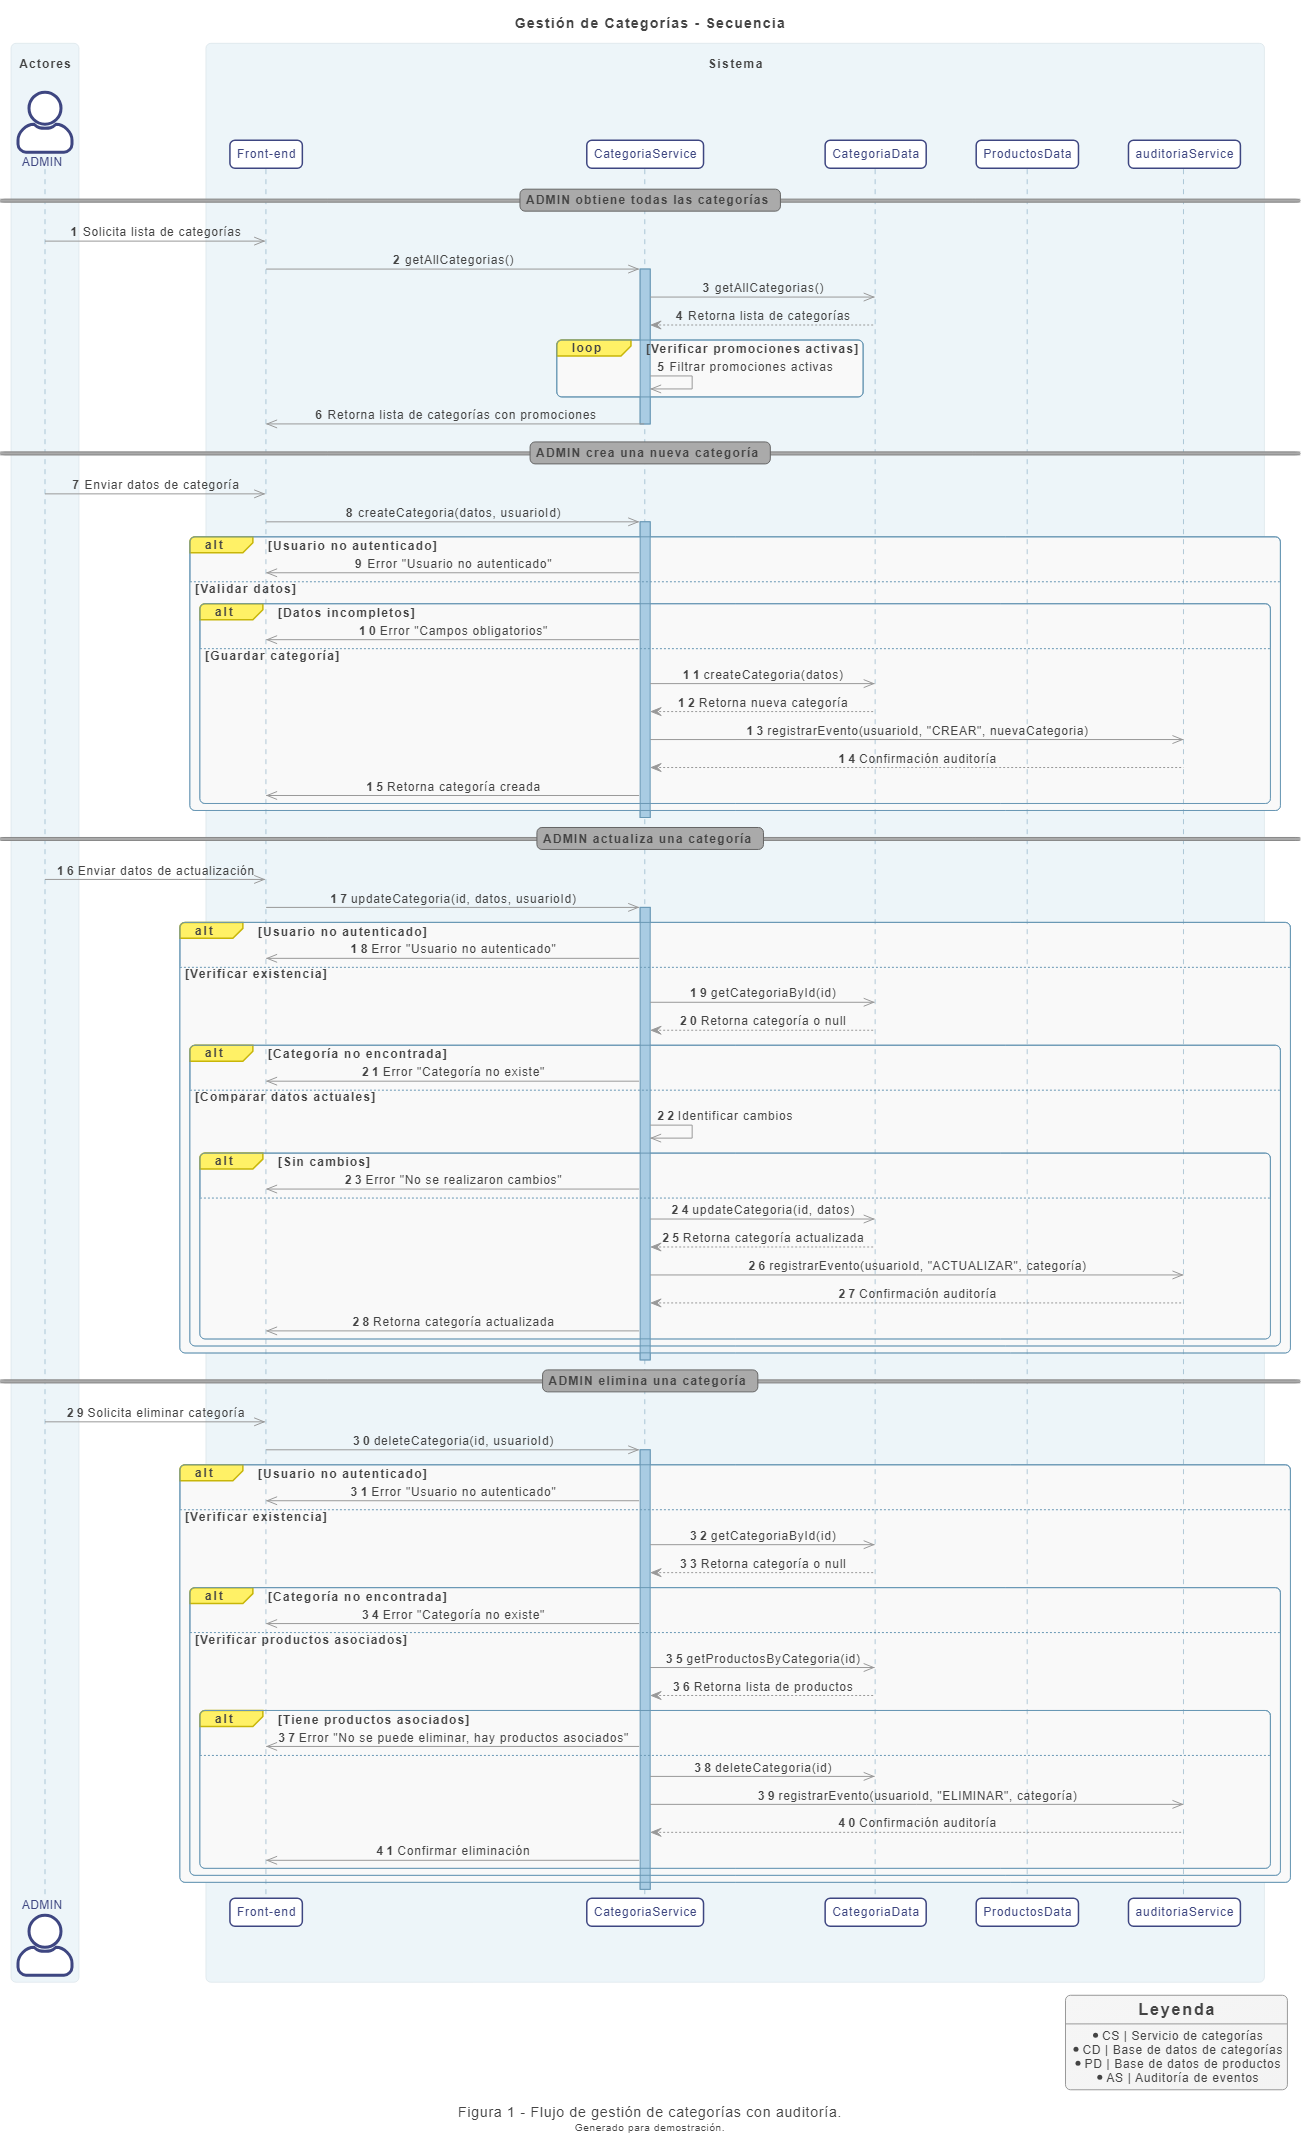 Gestión de Categorías - Secuencia
Actores
Sistema
ADMIN
Front-end
CategoriaService
CategoriaData
ProductosData
auditoriaService
ADMIN obtiene todas las categorías
1 Solicita lista de categorías
2 getAllCategorias()
3 getAllCategorias()
4 Retorna lista de categorías
loop [Verificar promociones activas]
5 Filtrar promociones activas
6 Retorna lista de categorías con promociones
ADMIN crea una nueva categoría
7 Enviar datos de categoría
8 createCategoria(datos, usuarioId)
alt [Usuario no autenticado]
9 Error "Usuario no autenticado"
[Validar datos]
alt [Datos incompletos]
10 Error "Campos obligatorios"
[Guardar categoría]
11 createCategoria(datos)
12 Retorna nueva categoría
13 registrarEvento(usuarioId, "CREAR", nuevaCategoria)
14 Confirmación auditoría
15 Retorna categoría creada
ADMIN actualiza una categoría
16 Enviar datos de actualización
17 updateCategoria(id, datos, usuarioId)
alt [Usuario no autenticado]
18 Error "Usuario no autenticado"
[Verificar existencia]
19 getCategoriaById(id)
20 Retorna categoría o null
alt [Categoría no encontrada]
21 Error "Categoría no existe"
[Comparar datos actuales]
22 Identificar cambios
alt [Sin cambios]
23 Error "No se realizaron cambios"
24 updateCategoria(id, datos)
25 Retorna categoría actualizada
26 registrarEvento(usuarioId, "ACTUALIZAR", categoría)
27 Confirmación auditoría
28 Retorna categoría actualizada
ADMIN elimina una categoría
29 Solicita eliminar categoría
30 deleteCategoria(id, usuarioId)
alt [Usuario no autenticado]
31 Error "Usuario no autenticado"
[Verificar existencia]
32 getCategoriaById(id)
33 Retorna categoría o null
alt [Categoría no encontrada]
34 Error "Categoría no existe"
[Verificar productos asociados]
35 getProductosByCategoria(id)
36 Retorna lista de productos
alt [Tiene productos asociados]
37 Error "No se puede eliminar, hay productos asociados"
38 deleteCategoria(id)
39 registrarEvento(usuarioId, "ELIMINAR", categoría)
40 Confirmación auditoría
41 Confirmar eliminación
ADMIN
Front-end
CategoriaService
CategoriaData
ProductosData
auditoriaService
Leyenda
• CS | Servicio de categorías
• CD | Base de datos de categorías
• PD | Base de datos de productos
• AS | Auditoría de eventos
Figura 1 - Flujo de gestión de categorías con auditoría.
Generado para demostración.